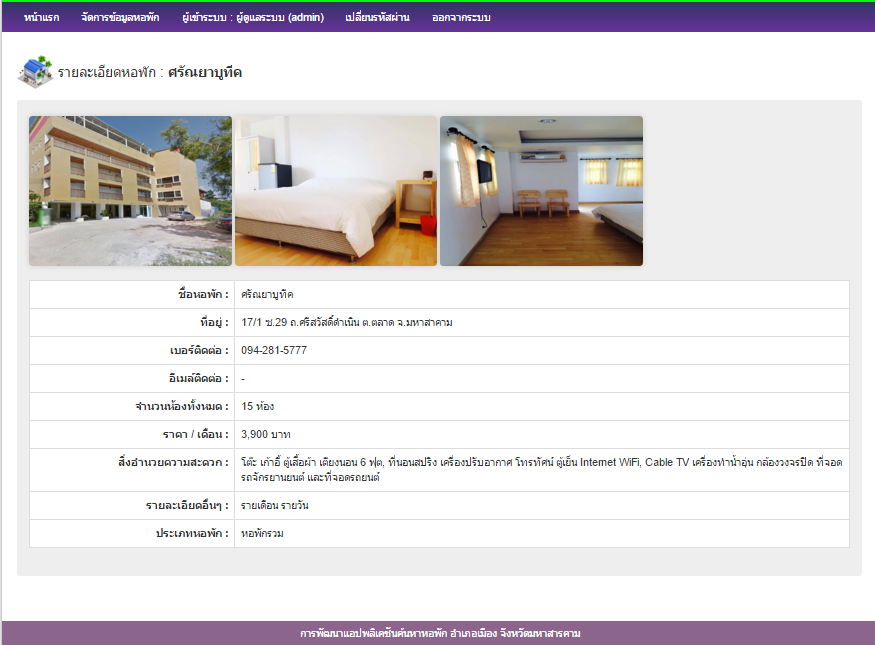 หน้าแรก จัดการข้อมูลหอพัก ผู้เข้าระบบ : ผู้ดูแลระบบ (admin) เปลี่ยนรหัสผ่าน ออกจากระบบ
รายละเอียดหอพัก : ศรัณยาบูทีค
ชื่อหอพัก : ศรัณยาบูทีค
ที่อยู่ : 17/1 ซ.29 ถ.ศรีสวัสดิ์ดำเนิน ต.ตลาด จ.มหาสาคาม
เบอร์ติดต่อ : 094-281-5777
อีเมล์ติดต่อ : -
จำนวนห้องทั้งหมด : 15 ห้อง
ราคา / เดือน : 3,900 บาท
สิ่งอำนวยความสะดวก : โต๊ะ เก้าอี้ ตู้เสื้อผ้า เตียงนอน 6 ฟุต, ที่นอนสปริง เครื่องปรับอากาศ โทรทัศน์ ตู้เย็น Internet WiFi, Cable TV เครื่องทำน้ำอุ่น กล้องวงจรปิด ที่จอด
รถจักรยานยนต์ และที่จอดรถยนต์
รายละเอียดอื่นๆ : รายเดือน รายวัน
ประเภทหอพัก : หอพักรวม
การพัฒนาแอปพลิเคชั่นค้นหาหอพัก อำเภอเมือง จังหวัดมหาสารคาม